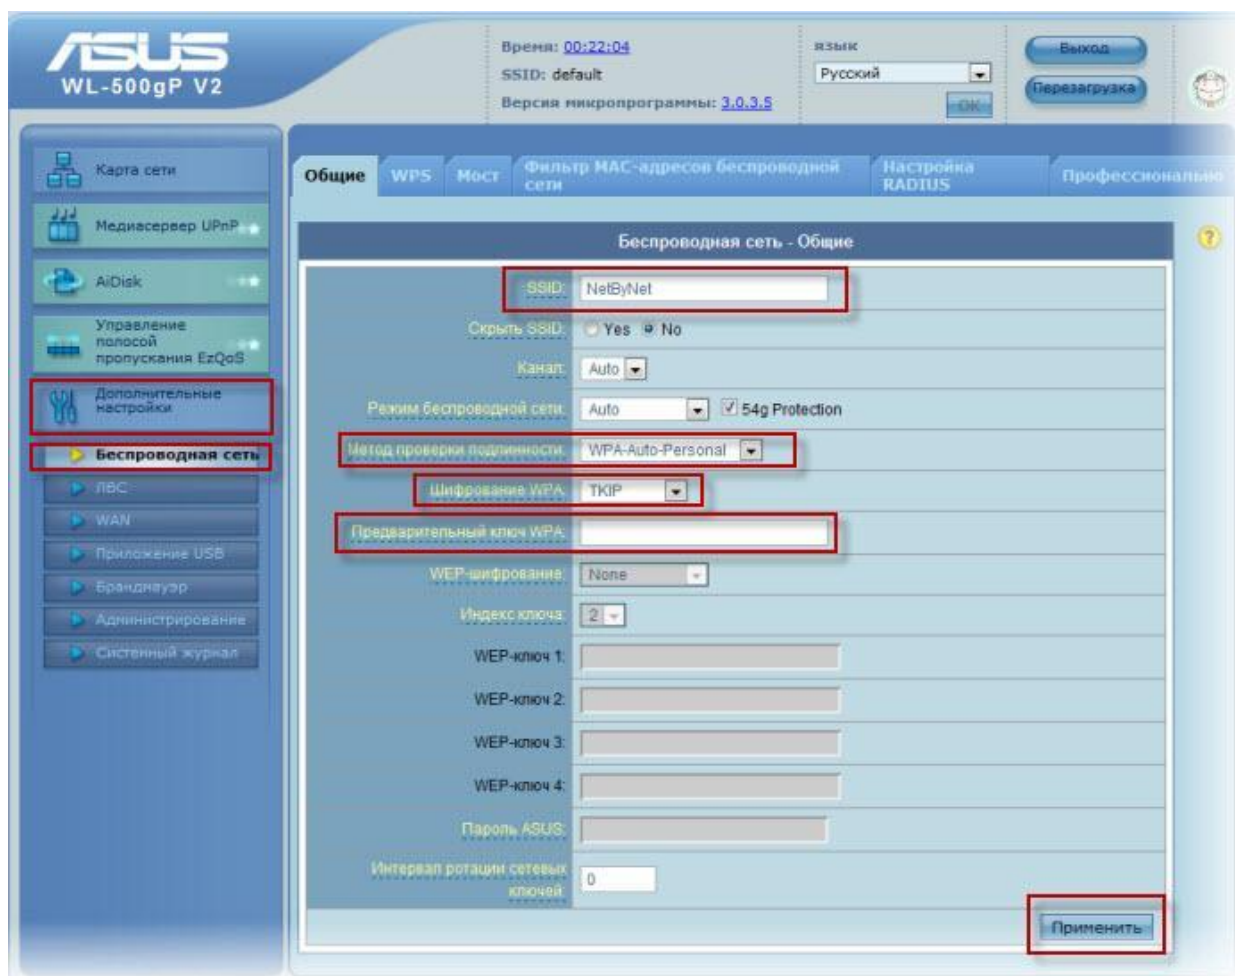 ASUS
WL-500gP V2
Время: 00:22:04
SSID: default
Версия микропрограммы: 3.0.3.5
язык
Русский
OK
Выход
Перезагрузка
Карта сети
Медиасервер UPnP
AiDisk
Управление
полосой
пропускания EzQoS
Дополнительные
настройки
Беспроводная сеть
ЛВС
WAN
Приложение USB
Брандмауэр
Администрирование
Системный журнал
Общие
WPS
Мост
Фильтр MAC-адресов беспроводной
сети
Настройка
RADIUS
Профессионально
Беспроводная сеть - Общие
?
SSID: NetByNet
Скрыть SSID: Yes No
Канал: Auto
Режим беспроводной сети: Auto 54g Protection
Метод проверки подлинности: WPA-Auto-Personal
Шифрование WPA: TKIP
Предварительный ключ WPA:
WEP-шифрование: None
Индекс ключа: 2
WEP-ключ 1:
WEP-ключ 2:
WEP-ключ 3:
WEP-ключ 4:
Пароль ASUS:
Интервал ротации сетевых
ключей: 0
Применить